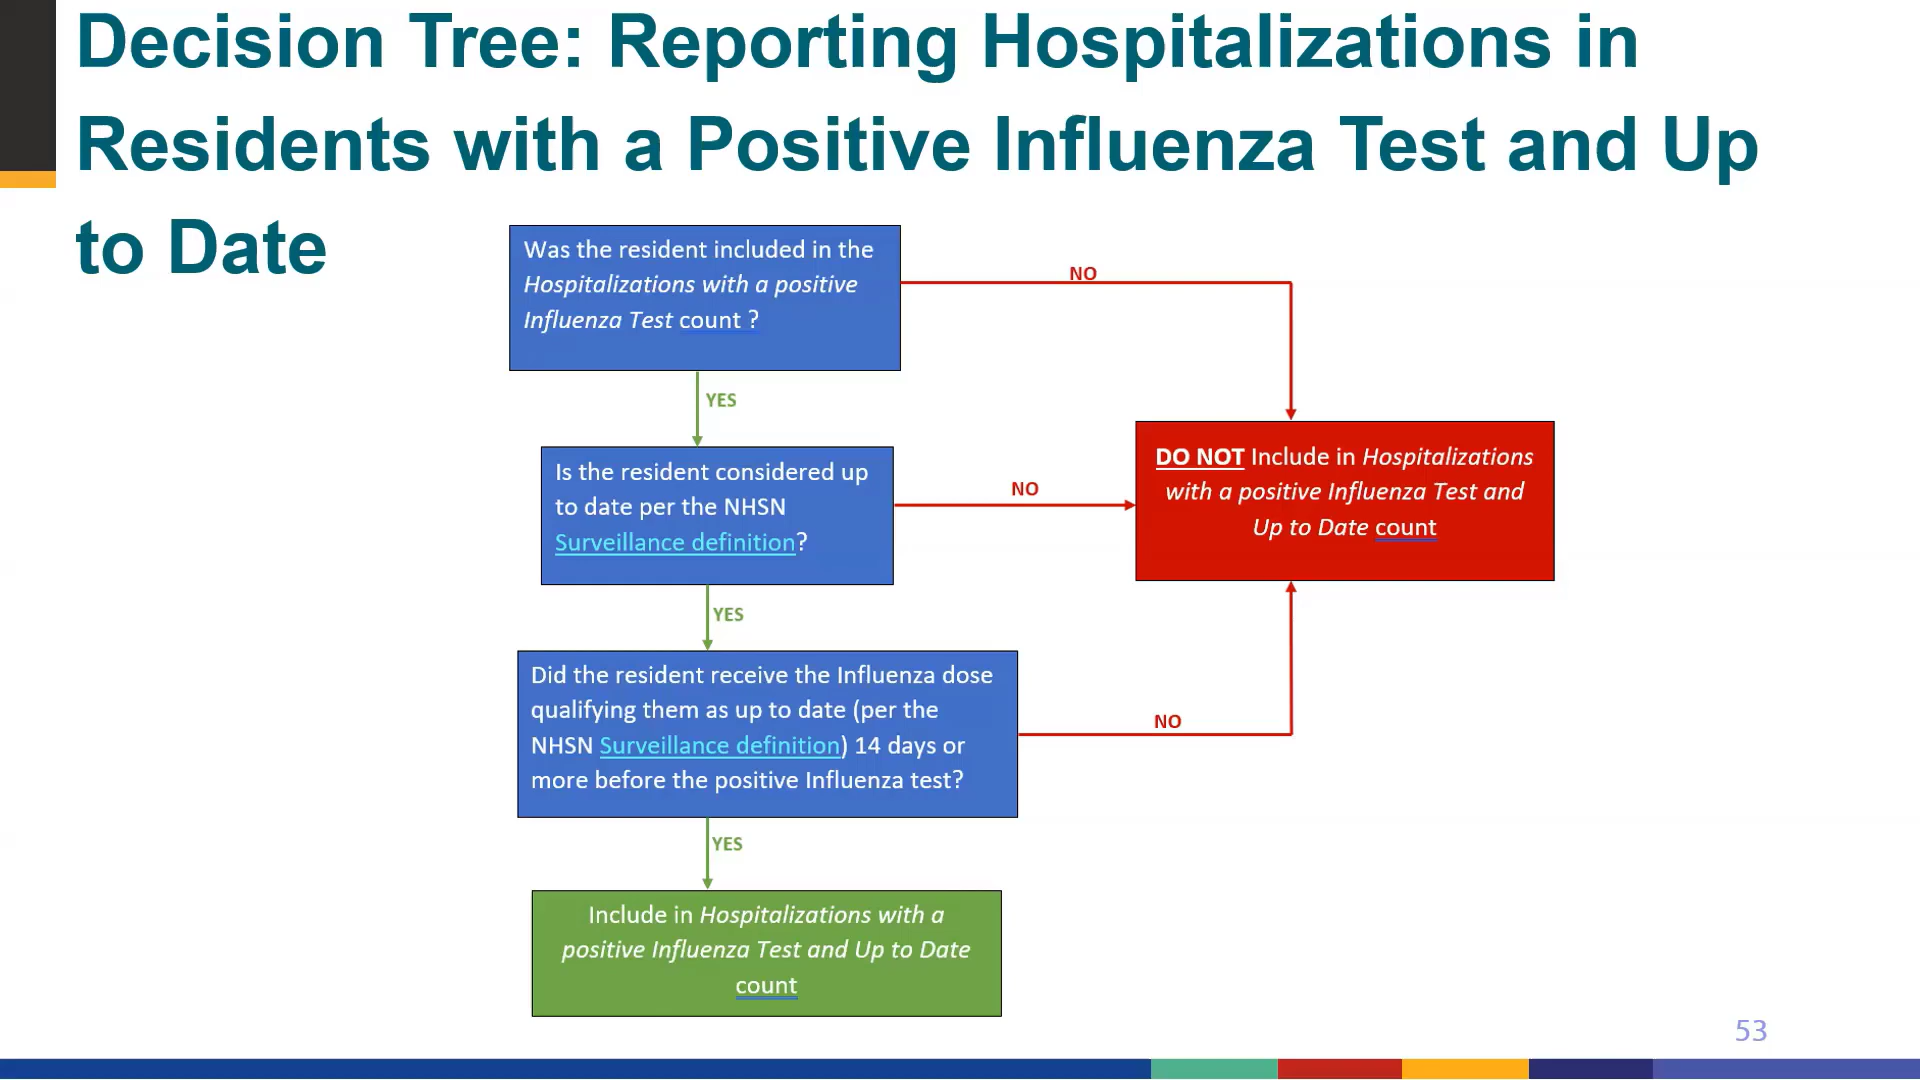 Decision Tree: Reporting Hospitalizations in
Residents with a Positive Influenza Test and Up
to Date
Was the resident included in the
Hospitalizations with a positive
Influenza Test count ?
NO
YES
Is the resident considered up
to date per the NHSN
Surveillance definition?
NO
DO NOT Include in Hospitalizations
with a positive Influenza Test and
Up to Date count
YES
Did the resident receive the Influenza dose
qualifying them as up to date (per the
NHSN Surveillance definition) 14 days or
more before the positive Influenza test?
NO
YES
Include in Hospitalizations with a
positive Influenza Test and Up to Date
count
53